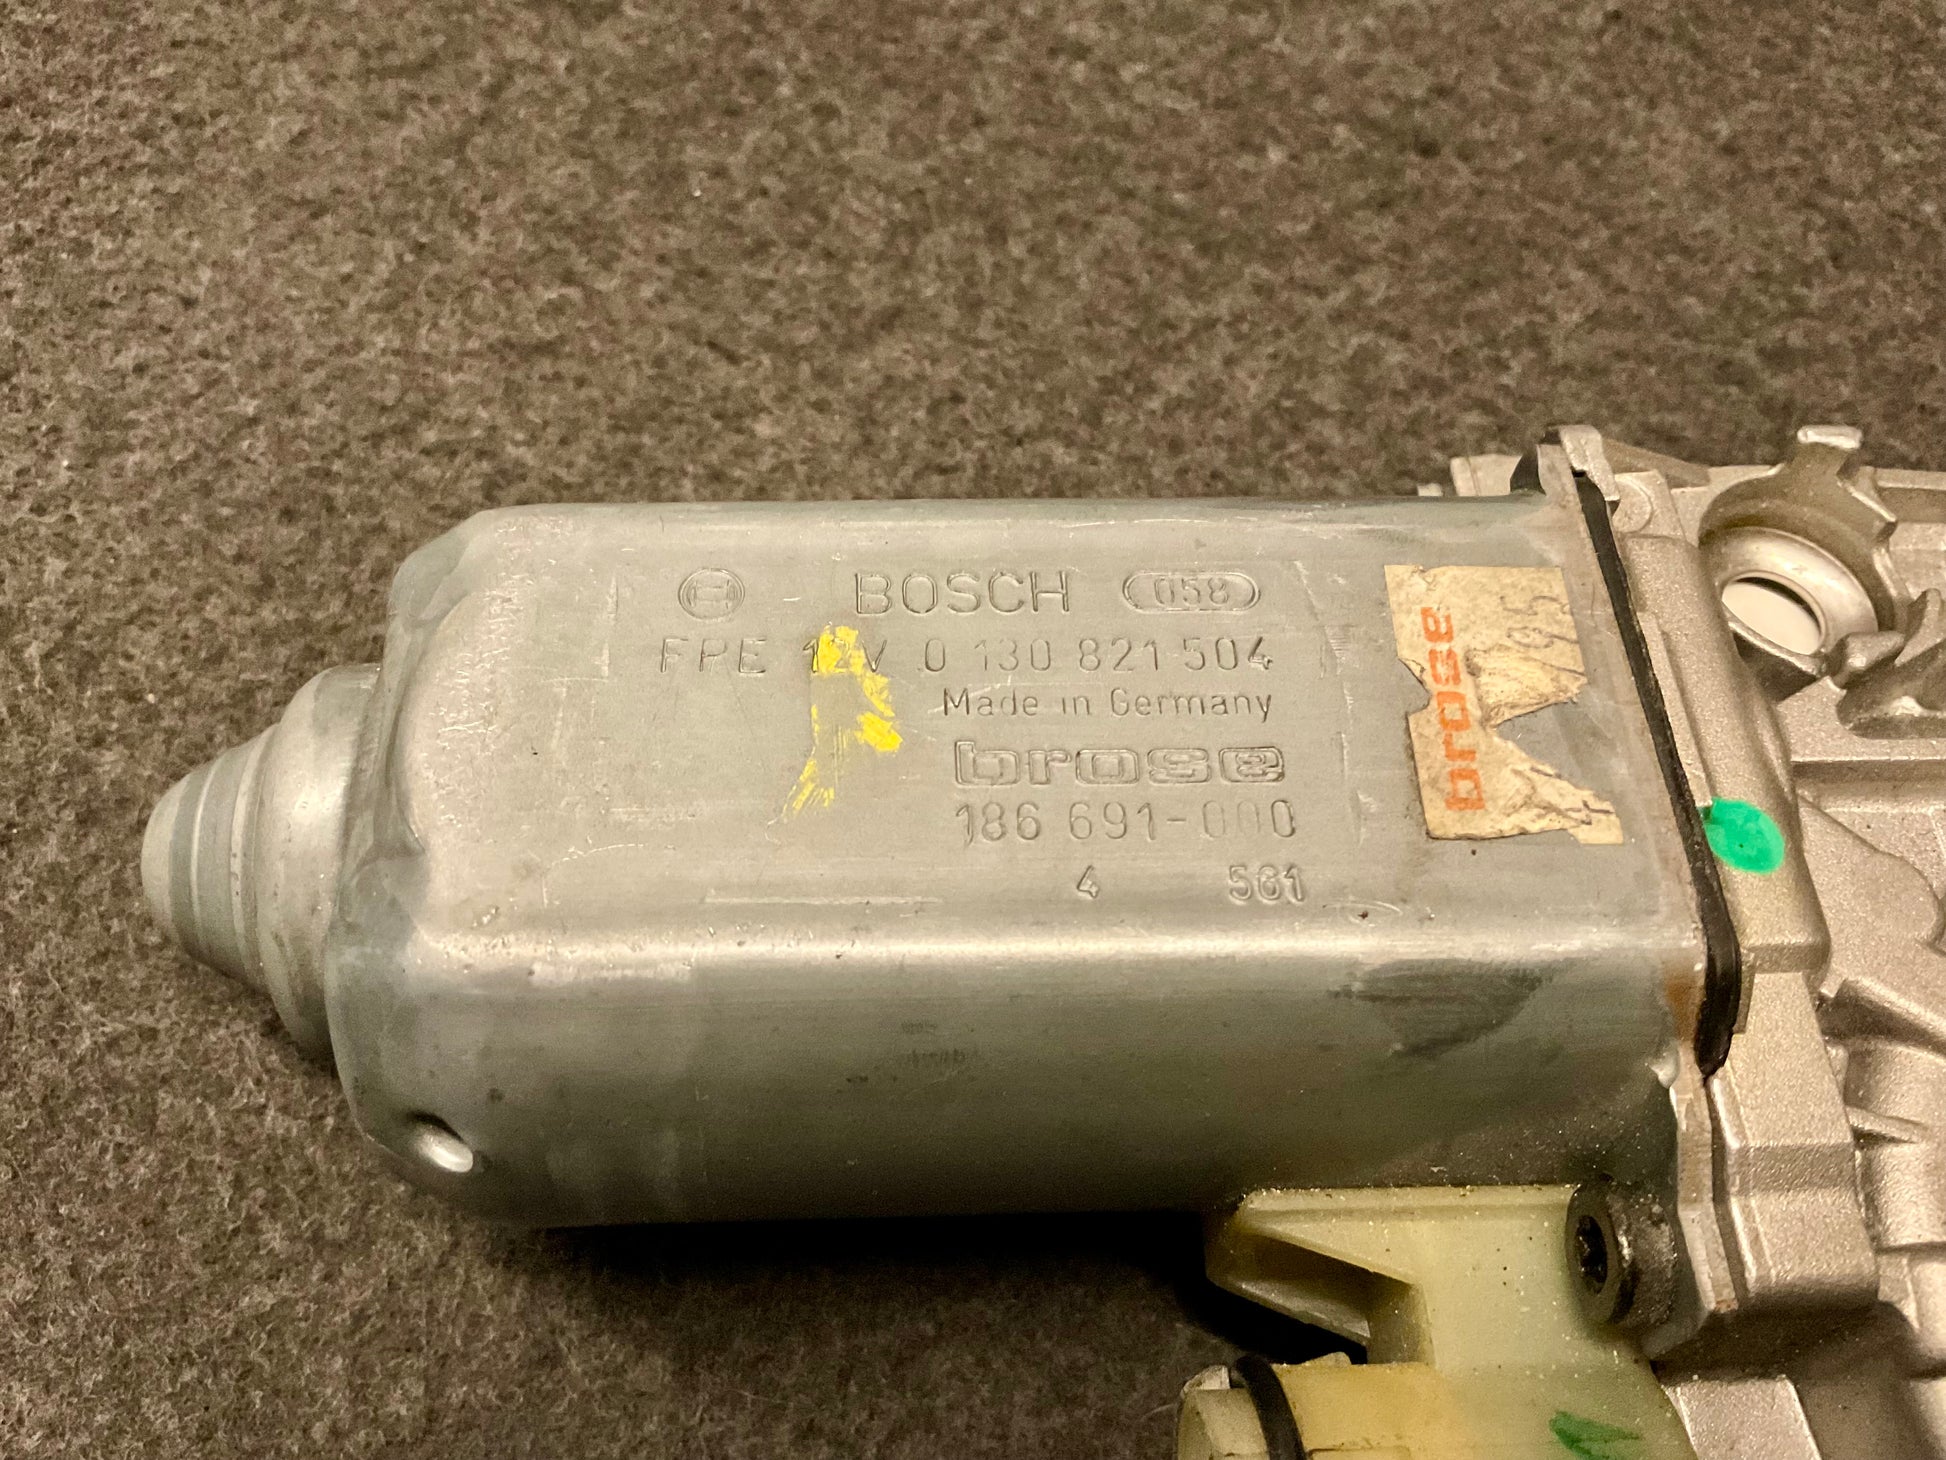 BOSCH 058
FPE 12V 0 130 821 504
Made in Germany
brose
186 691-000
4 561
brose